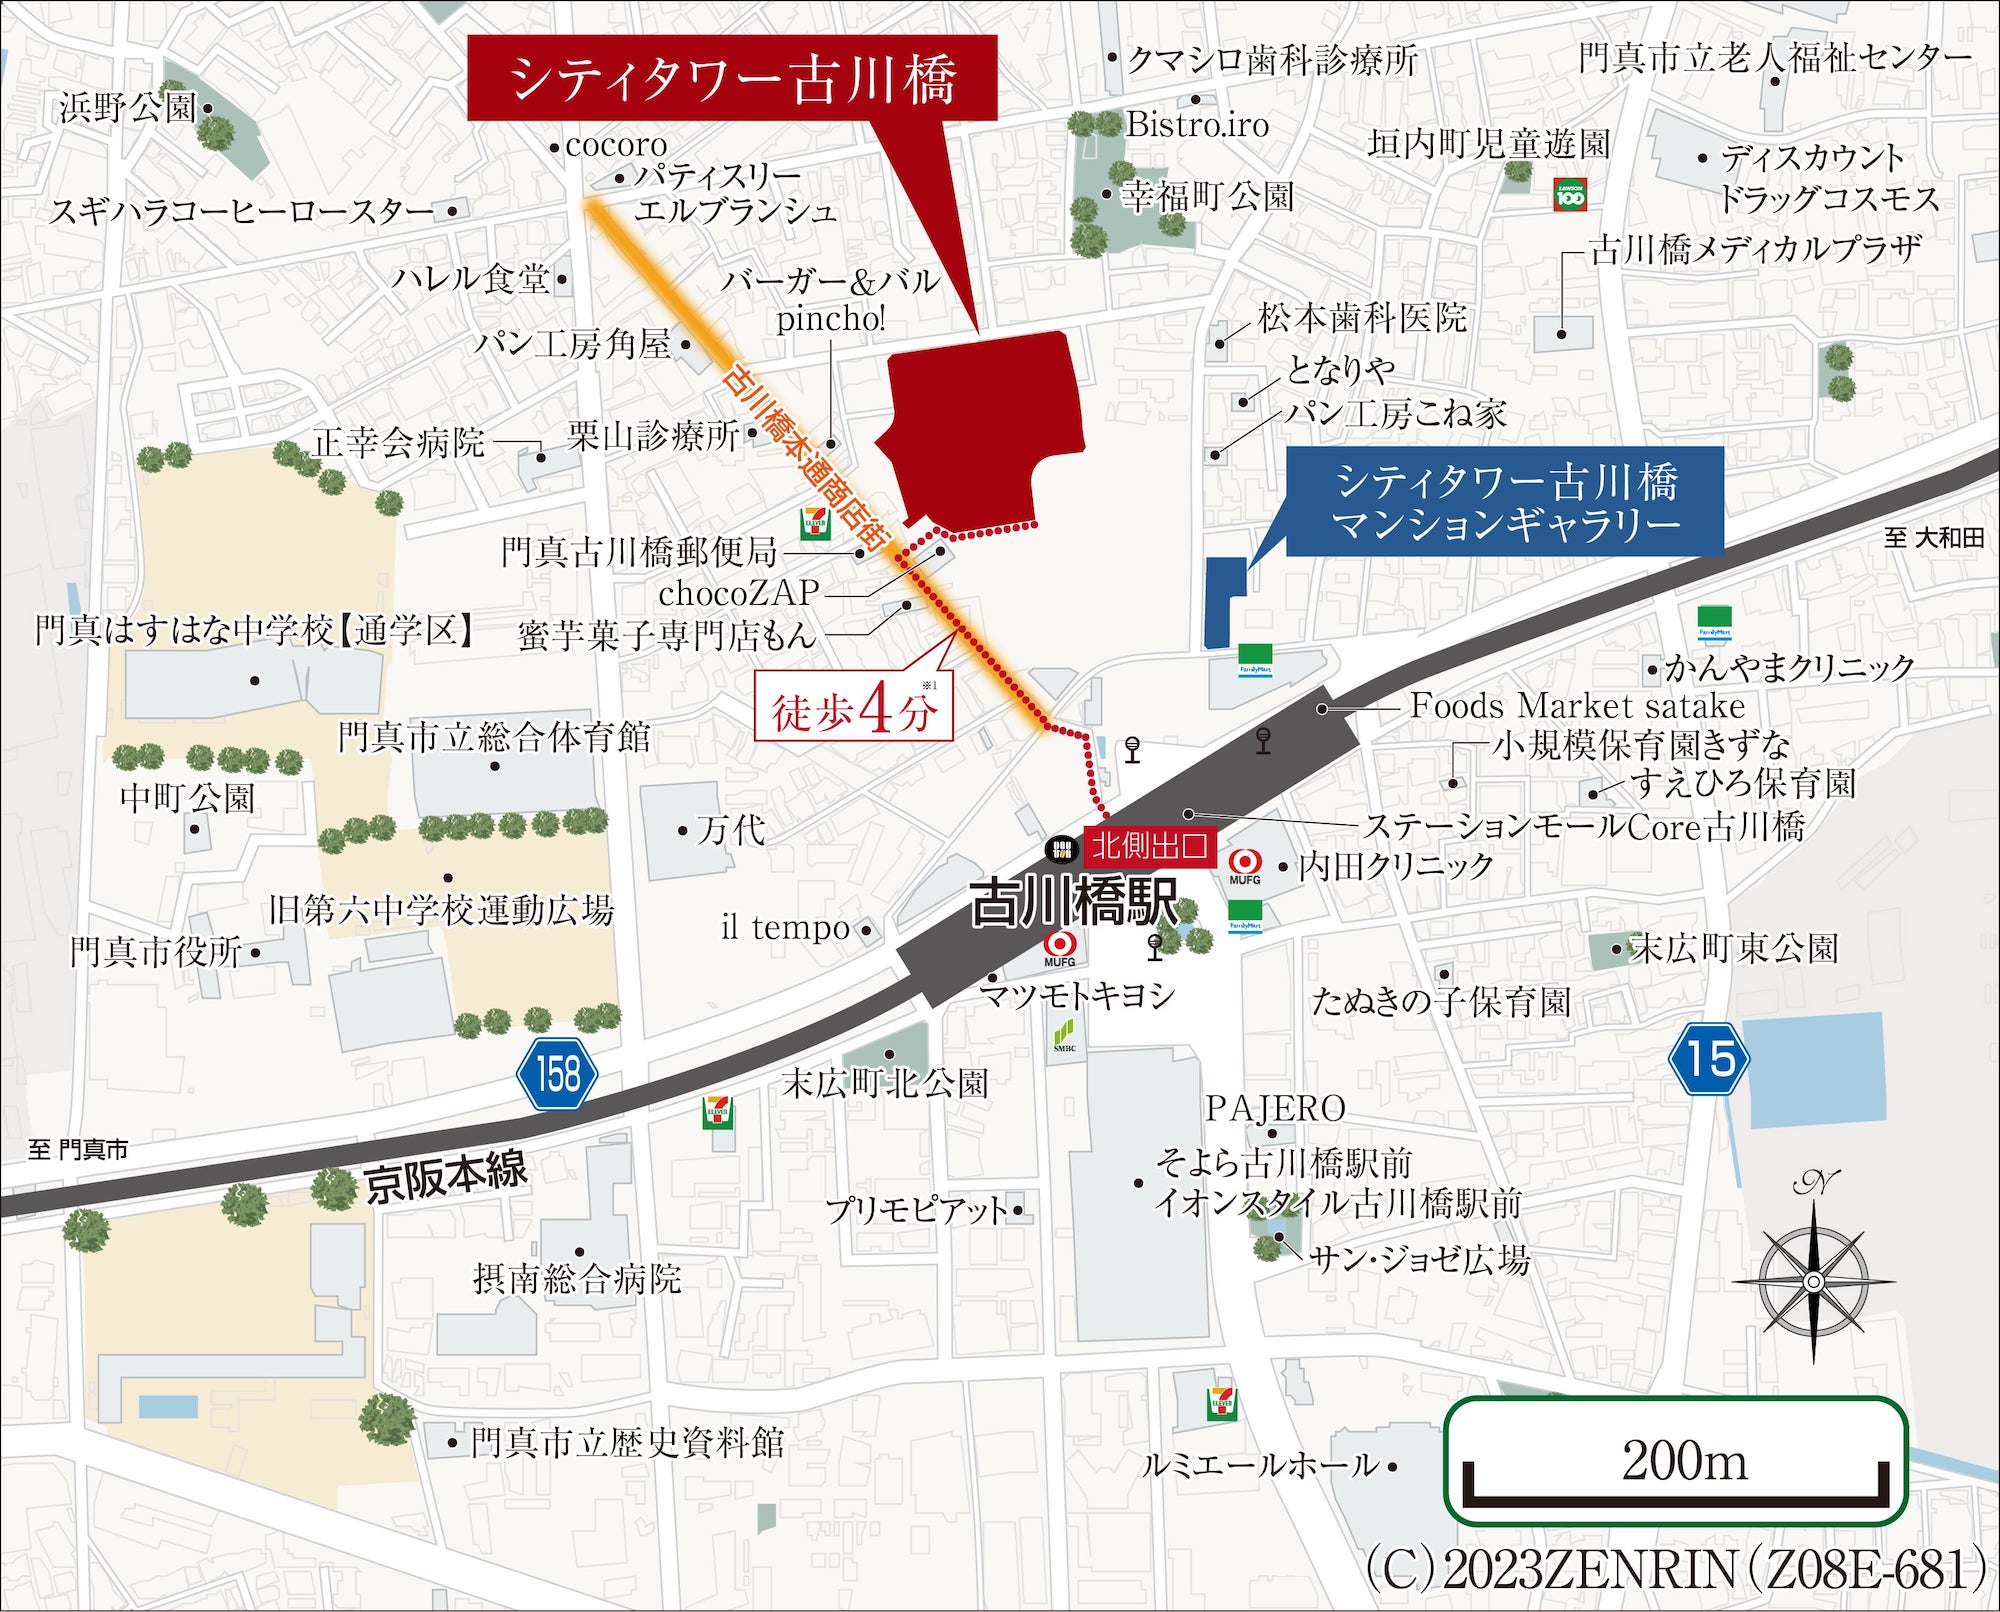 シティタワー古川橋
クマシロ歯科診療所
門真市立老人福祉センター
浜野公園
Bistro.iro
cocoro
垣内町児童遊園
ディスカウント
ドラッグコスモス
LAWSON
100
パティスリー
エルブランシュ
スギハラコーヒーロースター
幸福町公園
古川橋メディカルプラザ
ハレル食堂
バーガー&バル
pincho!
松本歯科医院
パン工房角屋
となりや
パン工房こね家
古川橋本通商店街
正幸会病院
栗山診療所
シティタワー古川橋
マンションギャラリー
7
ELEVEN
至 大和田
門真古川橋郵便局
chocoZAP
門真はすはな中学校【通学区】
蜜芋菓子専門店もん
FamilyMart
FamilyMart
かんやまクリニック
徒歩4分
※1
Foods Market satake
門真市立総合体育館
小規模保育園きずな
すえひろ保育園
中町公園
万代
ステーションモールCore古川橋
北側出口
MUFG
内田クリニック
古川橋駅
旧第六中学校運動広場
il tempo
FamilyMart
MUFG
門真市役所
末広町東公園
マツモトキヨシ
たぬきの子保育園
SMBC
158
15
末広町北公園
7
ELEVEN
PAJERO
至 門真市
京阪本線
そよら古川橋駅前
イオンスタイル古川橋駅前
プリモピアット
N
サン・ジョゼ広場
摂南総合病院
7
ELEVEN
門真市立歴史資料館
ルミエールホール
200m
(C)2023ZENRIN(Z08E-681)